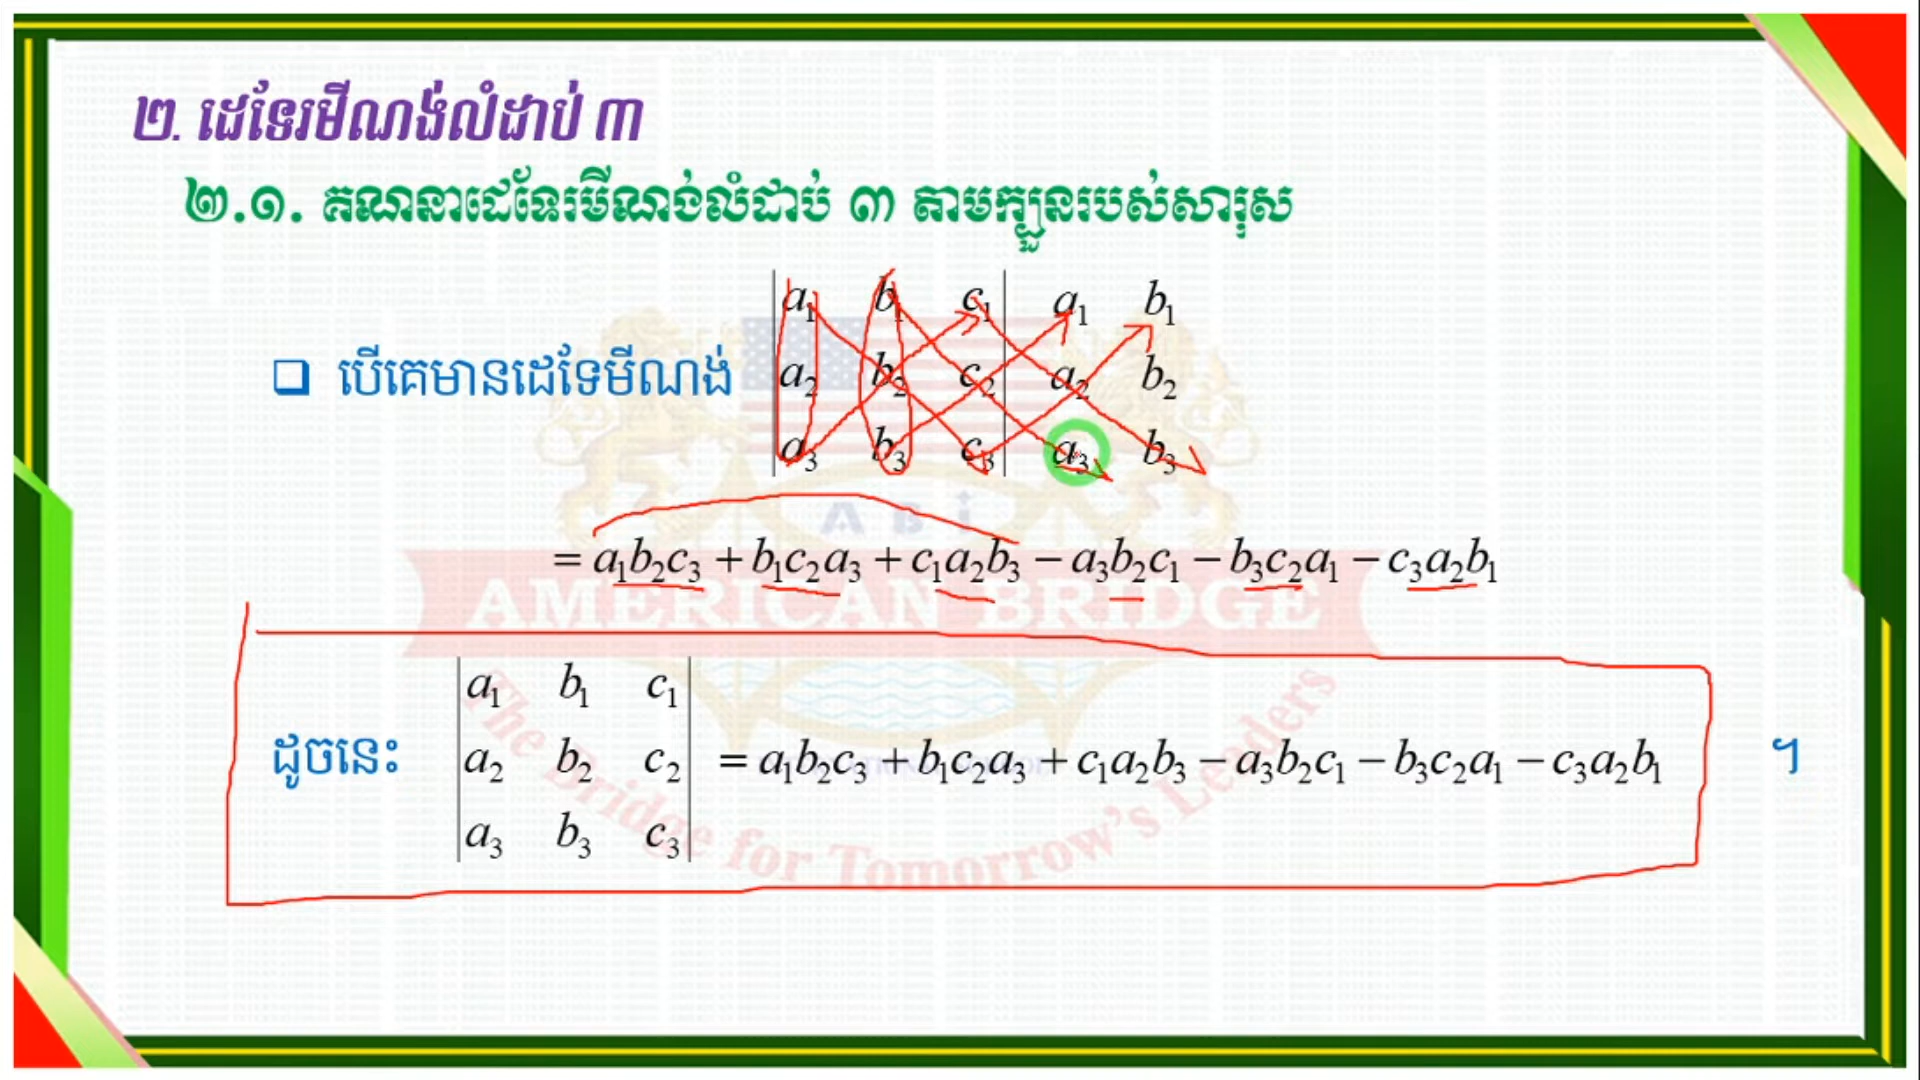 ២. ដេទែរមីណង់លំដាប់ ៣
២.១. គណនាដេទែរមីណង់លំដាប់ ៣ តាមក្បួនរបស់សារុស
a₁ b₁ c₁ a₁ b₁
❑ បើគេមានដេទែមីណង់ a₂ b₂ c₂ a₂ b₂
a₃ b₃ c₃ a₃ b₃
A B i
= a₁b₂c₃ + b₁c₂a₃ + c₁a₂b₃ − a₃b₂c₁ − b₃c₂a₁ − c₃a₂b₁
AMERICAN BRIDGE
a₁ b₁ c₁
ដូចនេះ a₂ b₂ c₂ = a₁b₂c₃ + b₁c₂a₃ + c₁a₂b₃ − a₃b₂c₁ − b₃c₂a₁ − c₃a₂b₁ ។
a₃ b₃ c₃
The Bridge for Tomorrow's Leaders